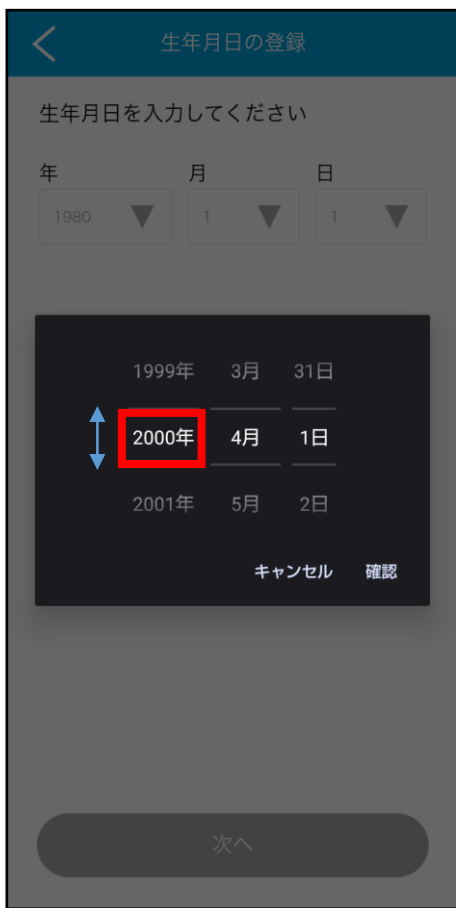 生年月日の登録
生年月日を入力してください
年 月 日
1980 1 1
1999年 3月 31日
2000年 4月 1日
2001年 5月 2日
キャンセル 確認
次へ